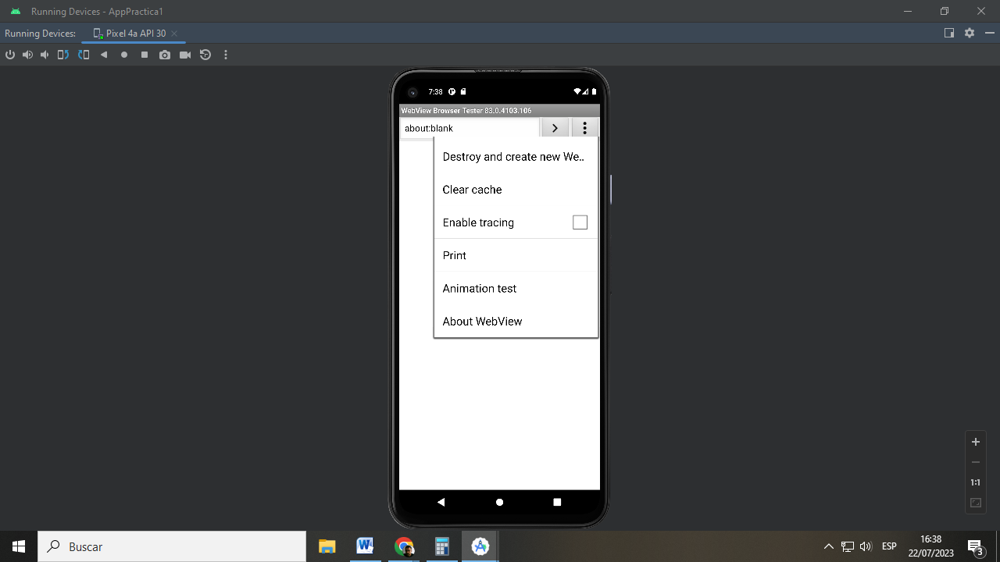 Running Devices - AppPractica1
Running Devices:
Pixel 4a API 30
7:38
WebView Browser Tester 83.0.4103.106
about:blank
Destroy and create new We..
Clear cache
Enable tracing
Print
Animation test
About WebView
1:1
Buscar
ESP
16:38
22/07/2023
3